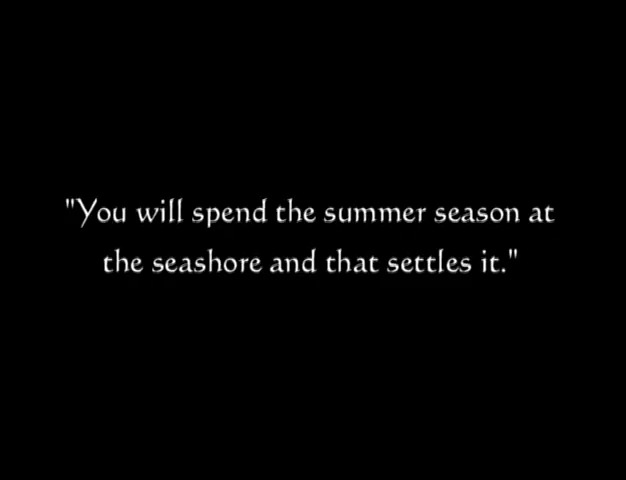 "You will spend the summer season at
the seashore and that settles it."